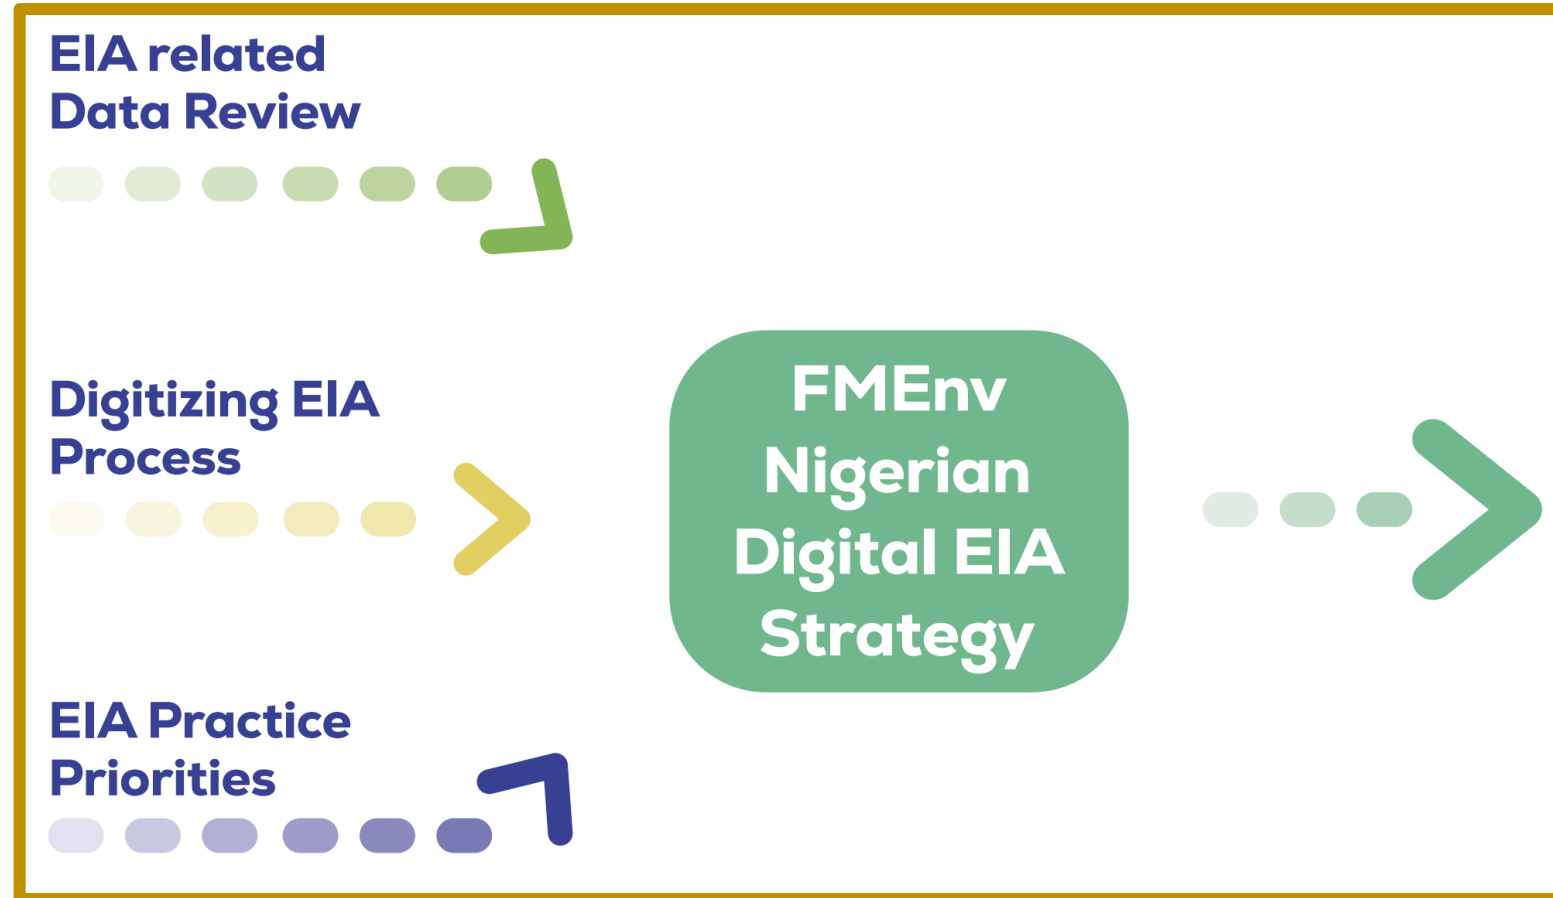 EIA related
Data Review
Digitizing EIA
Process
EIA Practice
Priorities
FMEnv
Nigerian
Digital EIA
Strategy